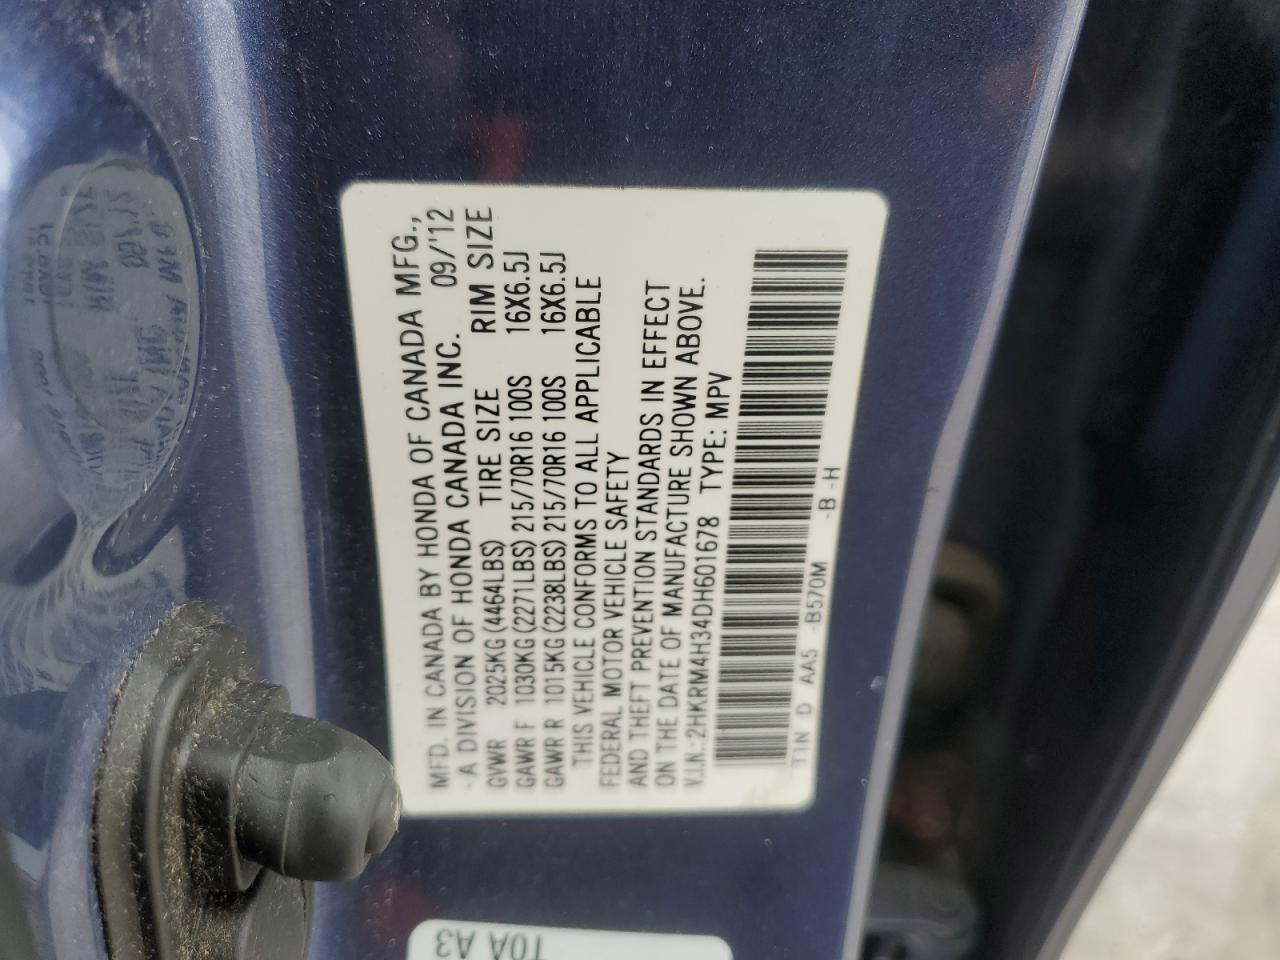 MFD. IN CANADA BY HONDA OF CANADA MFG.,
A DIVISION OF HONDA CANADA INC. 09/'12
GVWR 2025KG (4464LBS) TIRE SIZE RIM SIZE
GAWR F 1030KG (2271LBS) 215/70R16 100S 16X6.5J
GAWR R 1015KG (2238LBS) 215/70R16 100S 16X6.5J
THIS VEHICLE CONFORMS TO ALL APPLICABLE
FEDERAL MOTOR VEHICLE SAFETY
AND THEFT PREVENTION STANDARDS IN EFFECT
ON THE DATE OF MANUFACTURE SHOWN ABOVE.
V.I.N.: 2HKRM4H34DH601678 TYPE: MPV
T1N D AA5 -B570M -B -H
T0A A3